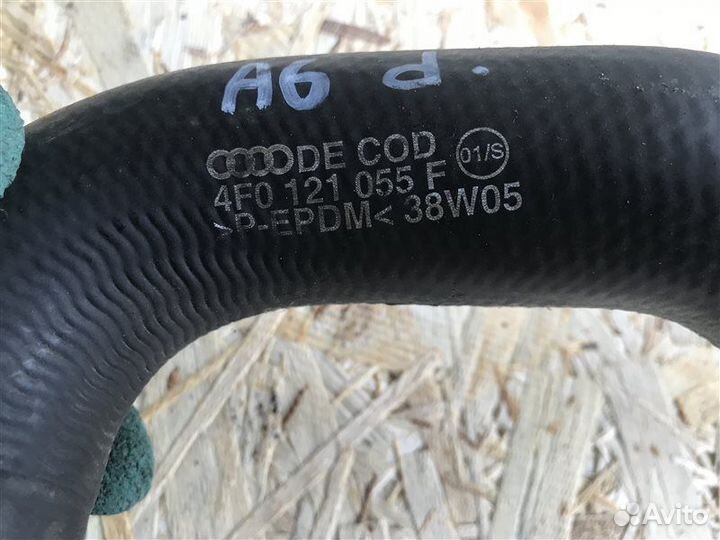 A6 d.
DE COD 01/S
4F0 121 055 F
>P-EPDM< 38W05
Avito